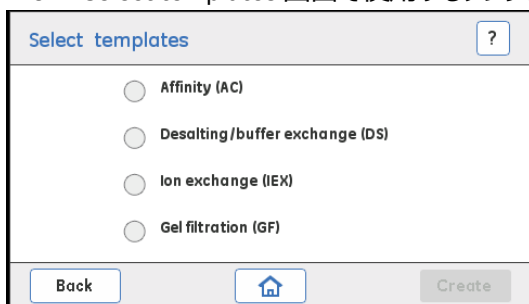 Select templates
?
Affinity (AC)
Desalting/buffer exchange (DS)
Ion exchange (IEX)
Gel filtration (GF)
Back
Create